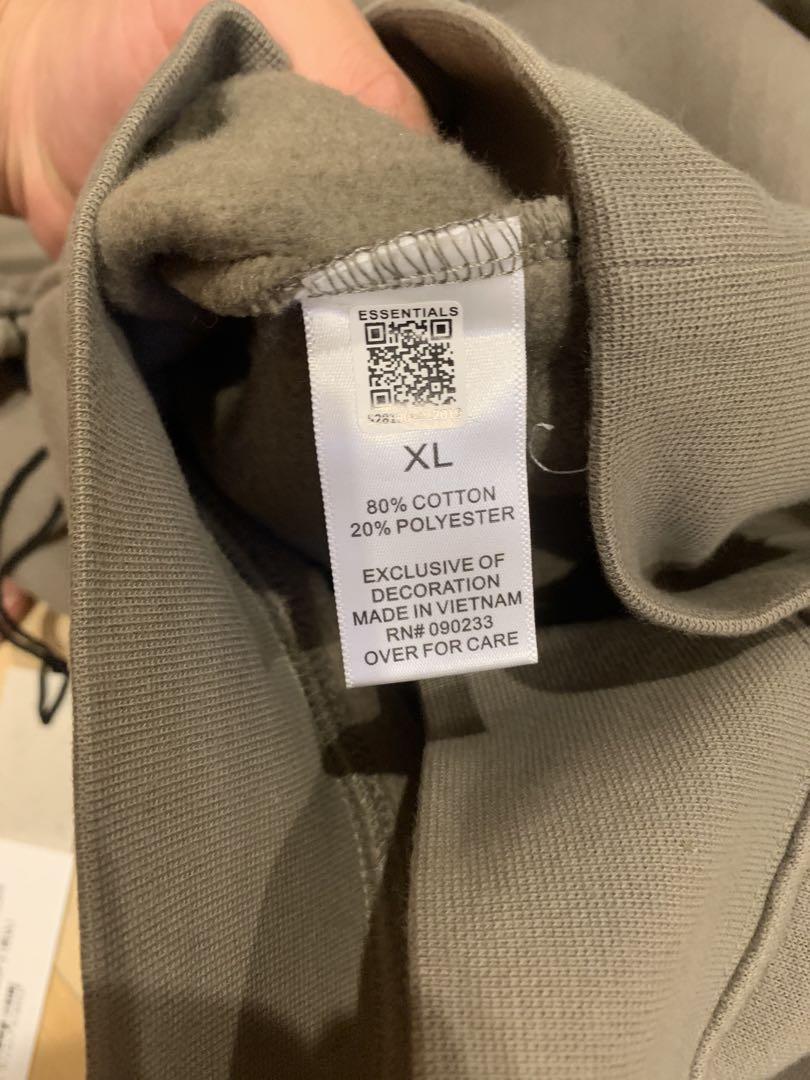 ESSENTIALS
XL
80% COTTON
20% POLYESTER
EXCLUSIVE OF
DECORATION
MADE IN VIETNAM
RN# 090233
OVER FOR CARE